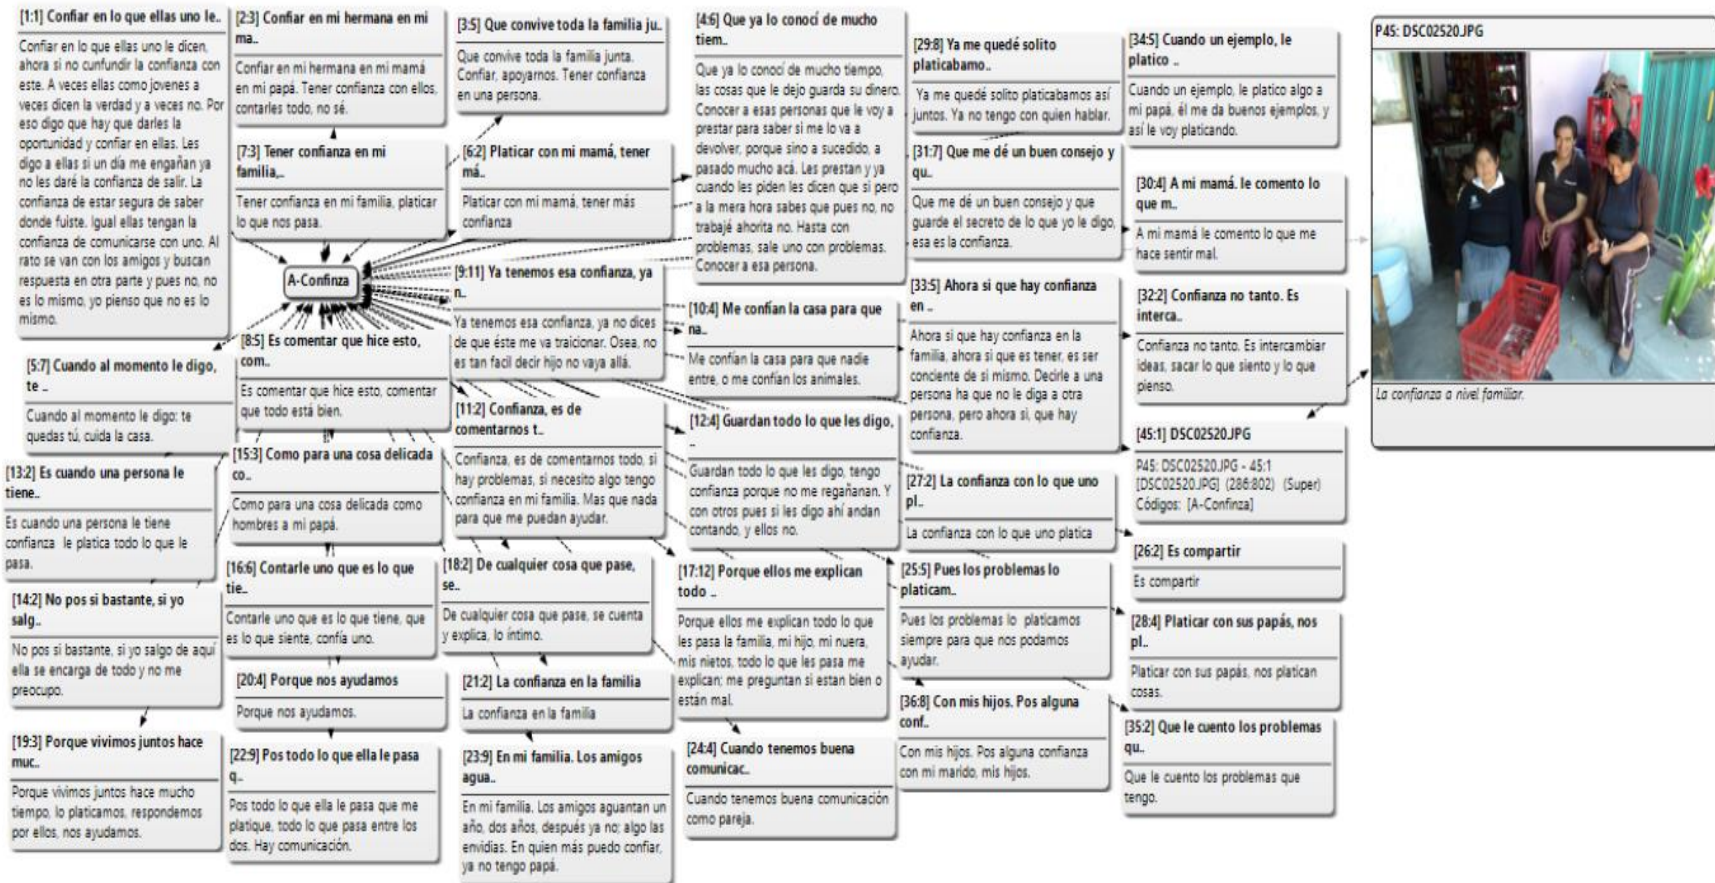 [1:1] Confiar en lo que ellas uno le..
Confiar en lo que ellas uno le dicen,
ahora si no cunfundir la confianza con
este. A veces ellas como jovenes a
veces dicen la verdad y a veces no. Por
eso digo que hay que darles la
oportunidad y confiar en ellas. Les
digo a ellas si un día me engañan ya
no les daré la confianza de salir. La
confianza de estar segura de saber
donde fuiste. Igual ellas tengan la
confianza de comunicarse con uno. Al
rato se van con los amigos y buscan
respuesta en otra parte y pues no, no
es lo mismo, yo pienso que no es lo
mismo.
[2:3] Confiar en mi hermana en mi
ma..
Confiar en mi hermana en mi mamá
en mi papá. Tener confianza con ellos,
contarles todo, no sé.
[3:5] Que convive toda la familia ju..
Que convive toda la familia junta.
Confiar, apoyarnos. Tener confianza
en una persona.
[4:6] Que ya lo conocí de mucho
tiem..
Que ya lo conocí de mucho tiempo,
las cosas que le dejo guarda su dinero.
Conocer a esas personas que le voy a
prestar para saber si me lo va a
devolver, porque sino a sucedido, a
pasado mucho acá. Les prestan y ya
cuando les piden les dicen que si pero
a la mera hora sabes que pues no, no
trabajé ahorita no. Hasta con
problemas, sale uno con problemas.
Conocer a esa persona.
[29:8] Ya me quedé solito
platicabamo..
Ya me quedé solito platicabamos así
juntos. Ya no tengo con quien hablar.
[34:5] Cuando un ejemplo, le
platico ..
Cuando un ejemplo, le platico algo a
mi papá, él me da buenos ejemplos, y
así le voy platicando.
P45: DSC02520.JPG
La confianza a nivel familiar.
[7:3] Tener confianza en mi
familia,..
Tener confianza en mi familia, platicar
lo que nos pasa.
[6:2] Platicar con mi mamá, tener
má..
Platicar con mi mamá, tener más
confianza
[31:7] Que me dé un buen consejo y
qu..
Que me dé un buen consejo y que
guarde el secreto de lo que yo le digo,
esa es la confianza.
[30:4] A mi mamá. le comento lo
que m..
A mi mamá le comento lo que me
hace sentir mal.
A-Confinza
[9:11] Ya tenemos esa confianza, ya
n..
Ya tenemos esa confianza, ya no dices
de que éste me va traicionar. Osea, no
es tan facil decir hijo no vaya allá.
[10:4] Me confían la casa para que
na..
Me confían la casa para que nadie
entre, o me confían los animales.
[33:5] Ahora si que hay confianza
en ..
Ahora si que hay confianza en la
familia, ahora si que es tener, es ser
conciente de si mismo. Decirle a una
persona ha que no le diga a otra
persona, pero ahora si, que hay
confianza.
[32:2] Confianza no tanto. Es
interca..
Confianza no tanto. Es intercambiar
ideas, sacar lo que siento y lo que
pienso.
[5:7] Cuando al momento le digo,
te ..
Cuando al momento le digo: te
quedas tú, cuida la casa.
[8:5] Es comentar que hice esto,
com..
Es comentar que hice esto, comentar
que todo está bien.
[11:2] Confianza, es de
comentarnos t..
Confianza, es de comentarnos todo, si
hay problemas, si necesito algo tengo
confianza en mi familia. Mas que nada
para que me puedan ayudar.
[12:4] Guardan todo lo que les digo,
..
Guardan todo lo que les digo, tengo
confianza porque no me regañanan. Y
con otros pues si les digo ahí andan
contando, y ellos no.
[45:1] DSC02520.JPG
P45: DSC02520.JPG - 45:1
[DSC02520.JPG] (286:802) (Super)
Códigos: [A-Confinza]
[13:2] Es cuando una persona le
tiene..
Es cuando una persona le tiene
confianza le platica todo lo que le
pasa.
[15:3] Como para una cosa delicada
co..
Como para una cosa delicada como
hombres a mi papá.
[27:2] La confianza con lo que uno
pl..
La confianza con lo que uno platica
[26:2] Es compartir
Es compartir
[14:2] No pos si bastante, si yo
salg..
No pos si bastante, si yo salgo de aquí
ella se encarga de todo y no me
preocupo.
[16:6] Contarle uno que es lo que
tie..
Contarle uno que es lo que tiene, que
es lo que siente, confía uno.
[18:2] De cualquier cosa que pase,
se..
De cualquier cosa que pase, se cuenta
y explica, lo íntimo.
[17:12] Porque ellos me explican
todo ..
Porque ellos me explican todo lo que
les pasa la familia, mi hijo, mi nuera,
mis nietos, todo lo que les pasa me
explican; me preguntan si estan bien o
están mal.
[25:5] Pues los problemas lo
platicam..
Pues los problemas lo platicamos
siempre para que nos podamos
ayudar.
[28:4] Platicar con sus papás, nos
pl..
Platicar con sus papás, nos platican
cosas.
[20:4] Porque nos ayudamos
Porque nos ayudamos.
[21:2] La confianza en la familia
La confianza en la familia
[36:8] Con mis hijos. Pos alguna
conf..
Con mis hijos. Pos alguna confianza
con mi marido, mis hijos.
[35:2] Que le cuento los problemas
qu..
Que le cuento los problemas que
tengo.
[19:3] Porque vivimos juntos hace
muc..
Porque vivimos juntos hace mucho
tiempo, lo platicamos, respondemos
por ellos, nos ayudamos.
[22:9] Pos todo lo que ella le pasa
q..
Pos todo lo que ella le pasa que me
platique, todo lo que pasa entre los
dos. Hay comunicación.
[23:9] En mi familia. Los amigos
agua..
En mi familia. Los amigos aguantan un
año, dos años, después ya no; algo las
envidias. En quien más puedo confiar,
ya no tengo papá.
[24:4] Cuando tenemos buena
comunicac..
Cuando tenemos buena comunicación
como pareja.